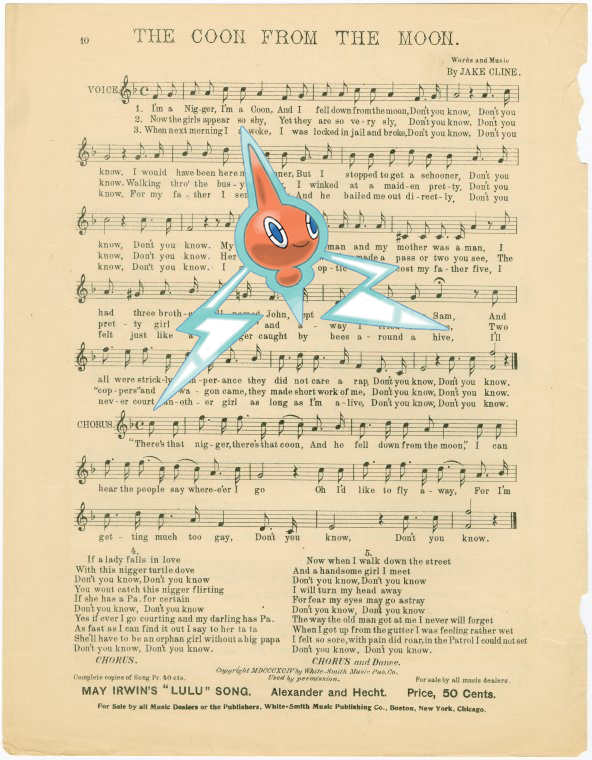 10
THE COON FROM THE MOON.
Words and Music
By JAKE CLINE.
VOICE.
1. I'm a Nig-ger, I'm a Coon, And I fell down from the moon, Don't you know, Don't you
2. Now the girls appear so shy, Yet they are so ve-ry sly, Don't you know, Don't you
3. When next morning I a-woke, I was locked in jail and broke, Don't you know, Don't you
know. I would have been here But I stopped to get a schooner, Don't you
know. Walking thro' the bus-y I winked at a maid-en pret-ty, Don't you
know. For my fa-ther I And he bailed me out di-rect-ly, Don't you
know, Don't you know. My man and my mother was a man, I
know, Don't you know. Her made a pass or two you see, The
know, Don't you know. I cost my fa-ther five, I
had three broth- named John, Sam, And
pret-ty girl and way I Two
felt just like a caught by bees a-round a hive, I'll
all were strick-ly per-ance they did not care a rap, Don't you know, Don't you know.
"cop-pers" and wa-gon came, they made short work of me, Don't you know, Don't you know.
nev-er court an-oth-er girl as long as I'm a-live, Don't you know, Don't you know.
CHORUS.
"There's that nig-ger, there's that coon, And he fell down from the moon," I can
hear the people say where-e'er I go Oh I'd like to fly a-way, For I'm
get-ting much too gay, Don't you know, Don't you know.
4.
If a lady falls in love
With this nigger turtle dove
Don't you know, Don't you know
You wont catch this nigger flirting
If she has a Pa. for certain
Don't you know, Don't you know
Yes if ever I go courting and my darling has Pa.
As fast as I can find it out I say to her ta ta
She'll have to be an orphan girl without a big papa
Don't you know, Don't you know.
CHORUS.
5.
Now when I walk down the street
And a handsome girl I meet
Don't you know, Don't you know
I will turn my head away
For fear my eyes may go astray
Don't you know, Don't you know
The way the old man got at me I never will forget
When I got up from the gutter I was feeling rather wet
I felt so sore, with pain did roar, in the Patrol I could not set
Don't you know, Don't you know.
CHORUS and Dance.
Copyright MDCCCXCIV by White-Smith Music Pub. Co.
Complete copies of Song Pr. 40 cts. Used by permission. For sale by all music dealers.
MAY IRWIN'S "LULU" SONG. Alexander and Hecht. Price, 50 Cents.
For Sale by all Music Dealers or the Publishers, White-Smith Music Publishing Co., Boston, New York, Chicago.